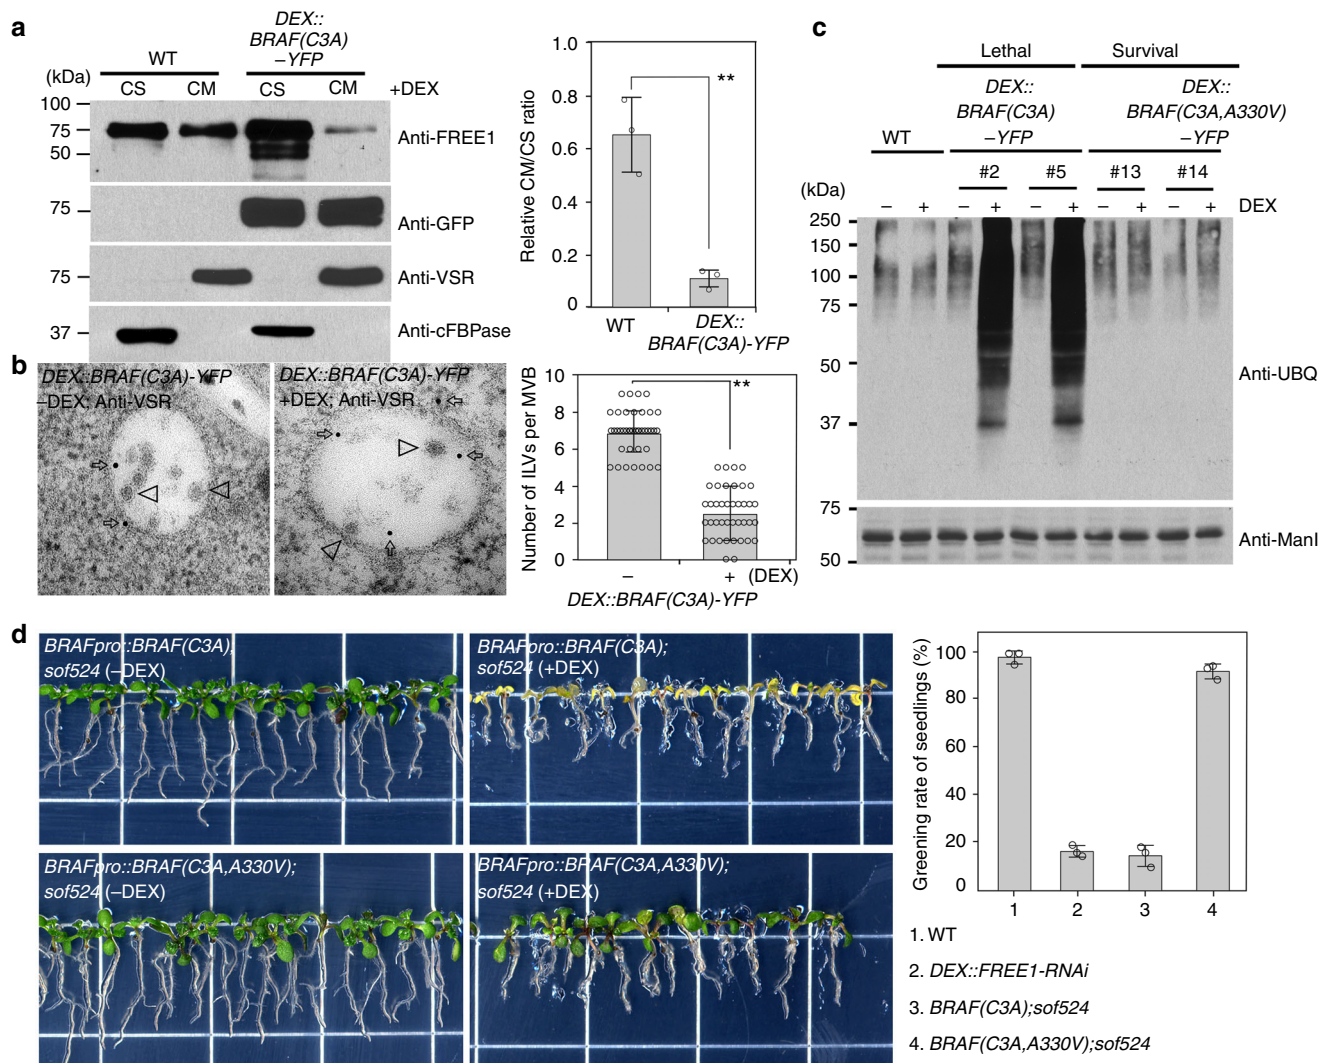 a
WT
DEX::
BRAF(C3A)
–YFP
(kDa)
CS
CM
CS
CM
+DEX
100
75
50
Anti-FREE1
75
Anti-GFP
75
Anti-VSR
37
Anti-cFBPase
Relative CM/CS ratio
1.0
0.8
0.6
0.4
0.2
0
**
WT
DEX::
BRAF(C3A)-YFP
b
DEX::BRAF(C3A)-YFP
–DEX; Anti-VSR
DEX::BRAF(C3A)-YFP
+DEX; Anti-VSR
Number of ILVs per MVB
10
8
6
4
2
0
**
–
+
(DEX)
DEX::BRAF(C3A)-YFP
c
Lethal
Survival
WT
DEX::
BRAF(C3A)
–YFP
DEX::
BRAF(C3A,A330V)
–YFP
#2
#5
#13
#14
(kDa)
– + – + – + – + – + DEX
250
150
100
75
50
37
Anti-UBQ
75
50
Anti-ManI
d
BRAFpro::BRAF(C3A);
sof524 (–DEX)
BRAFpro::BRAF(C3A);
sof524 (+DEX)
BRAFpro::BRAF(C3A,A330V);
sof524 (–DEX)
BRAFpro::BRAF(C3A,A330V);
sof524 (+DEX)
Greening rate of seedlings (%)
100
80
60
40
20
0
1
2
3
4
1. WT
2. DEX::FREE1-RNAi
3. BRAF(C3A);sof524
4. BRAF(C3A,A330V);sof524